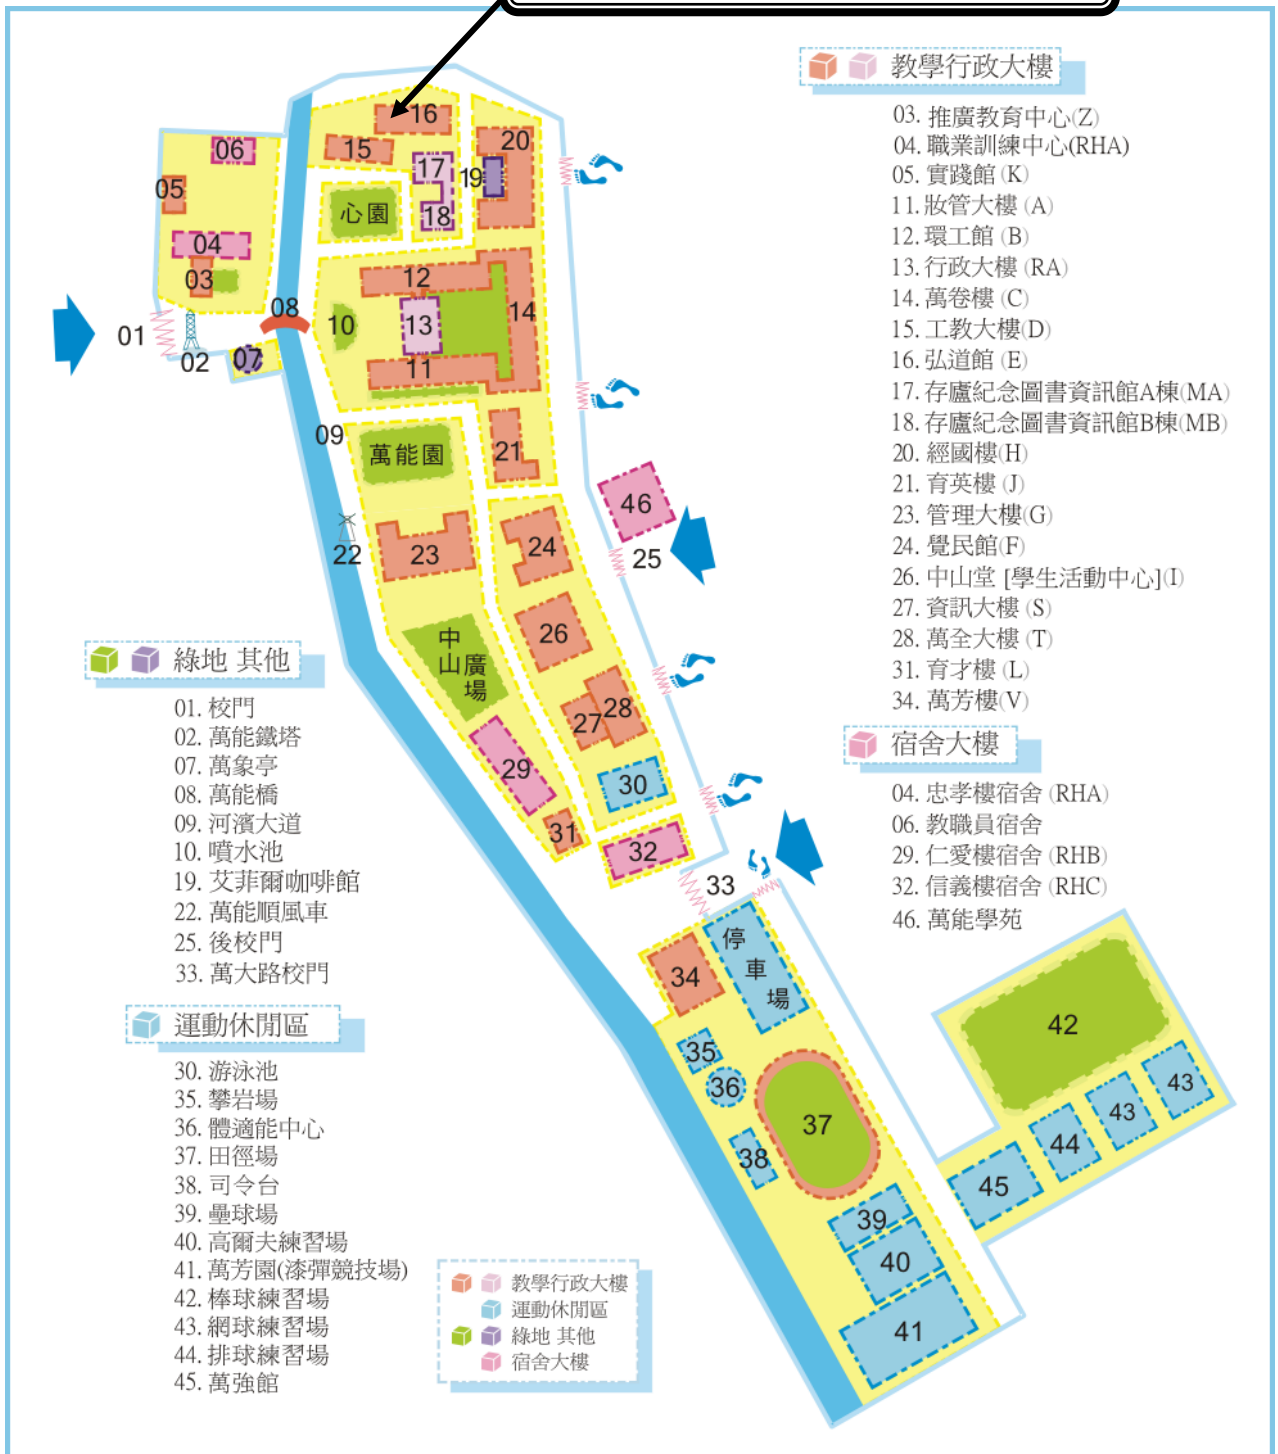 教學行政大樓
03. 推廣教育中心(Z)
04. 職業訓練中心(RHA)
05. 實踐館 (K)
11. 妝管大樓 (A)
12. 環工館 (B)
13. 行政大樓 (RA)
14. 萬卷樓 (C)
15. 工教大樓(D)
16. 弘道館 (E)
17. 存廬紀念圖書資訊館A棟(MA)
18. 存廬紀念圖書資訊館B棟(MB)
20. 經國樓(H)
21. 育英樓 (J)
23. 管理大樓(G)
24. 覺民館(F)
26. 中山堂 [學生活動中心](I)
27. 資訊大樓 (S)
28. 萬全大樓 (T)
31. 育才樓 (L)
34. 萬芳樓(V)
宿舍大樓
04. 忠孝樓宿舍 (RHA)
06. 教職員宿舍
29. 仁愛樓宿舍 (RHB)
32. 信義樓宿舍 (RHC)
46. 萬能學苑
綠地 其他
01. 校門
02. 萬能鐵塔
07. 萬象亭
08. 萬能橋
09. 河濱大道
10. 噴水池
19. 艾菲爾咖啡館
22. 萬能順風車
25. 後校門
33. 萬大路校門
運動休閒區
30. 游泳池
35. 攀岩場
36. 體適能中心
37. 田徑場
38. 司令台
39. 壘球場
40. 高爾夫練習場
41. 萬芳園(漆彈競技場)
42. 棒球練習場
43. 網球練習場
44. 排球練習場
45. 萬強館
教學行政大樓
運動休閒區
綠地 其他
宿舍大樓
16
15
20
06
17
19
05
18
心園
04
03
12
08
10
13
14
01
02
07
11
09
萬能園
21
46
22
23
24
25
26
中山廣場
28
27
29
30
31
32
33
停車場
34
35
36
37
38
39
40
41
42
43
43
44
45